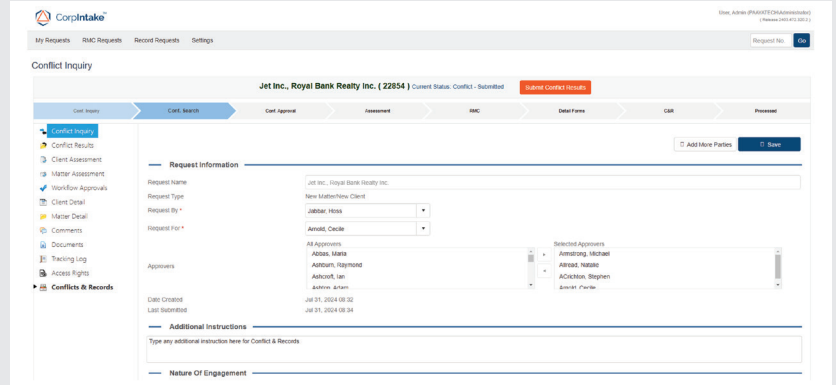 CorpIntake
User, Admin (PAWATECH\Administrator)
My Requests RMC Requests Record Requests Settings
Request No. Go
Conflict Inquiry
Jet Inc., Royal Bank Realty Inc. ( 22854 ) Current Status: Conflict - Submitted Submit Conflict Results
Conf. Inquiry Conf. Search Conf. Approval Assessment RMC Detail Forms C&R Processed
Conflict Inquiry
Conflict Results
Client Assessment
Matter Assessment
Workflow Approvals
Client Detail
Matter Detail
Comments
Documents
Tracking Log
Access Rights
Conflicts & Records
Add More Parties Save
Request Information
Request Name Jet Inc., Royal Bank Realty Inc.
Request Type New Matter/New Client
Request By * Jabbar, Hoss
Request For * Arnold, Cecile
All Approvers Selected Approvers
Approvers
Abbas, Maria Armstrong, Michael
Ashburn, Raymond Allread, Natalie
Ashcroft, Ian ACrichton, Stephen
Ashton, Adam Arnold, Cecile
Date Created Jul 31, 2024 08:32
Last Submitted Jul 31, 2024 08:34
Additional Instructions
Type any additional instruction here for Conflict & Records
Nature Of Engagement